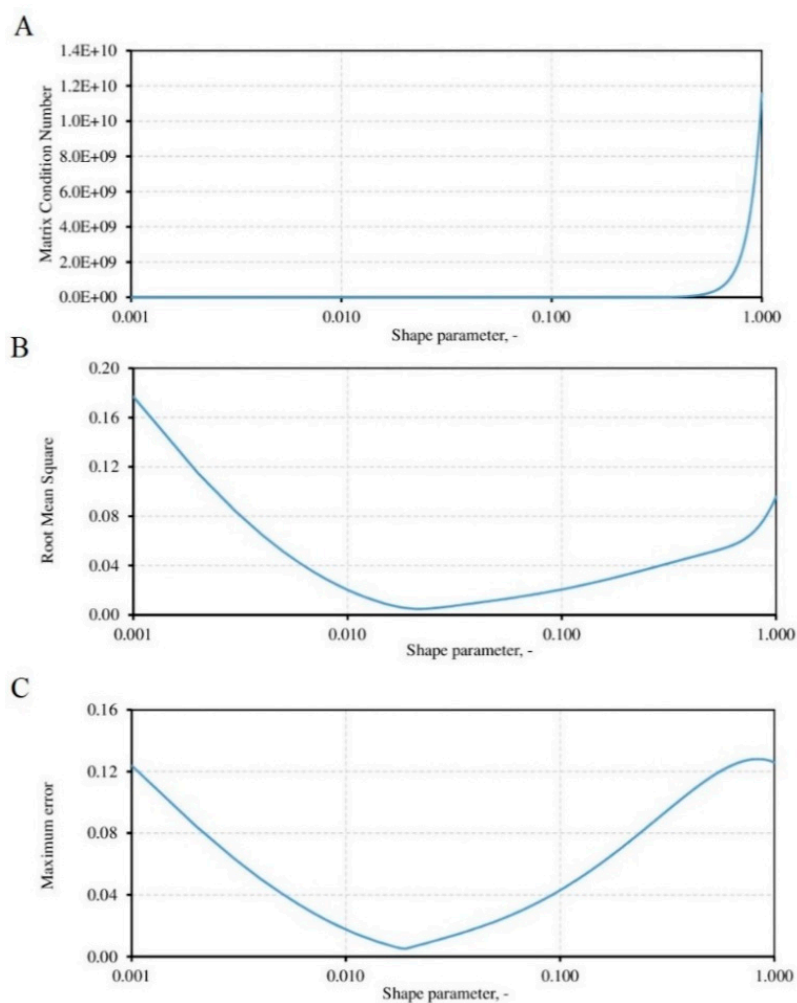 A
Matrix Condition Number
1.4E+10
1.2E+10
1.0E+10
8.0E+09
6.0E+09
4.0E+09
2.0E+09
0.0E+00
0.001 0.010 0.100 1.000
Shape parameter, -
B
Root Mean Square
0.20
0.16
0.12
0.08
0.04
0.00
0.001 0.010 0.100 1.000
Shape parameter, -
C
Maximum error
0.16
0.12
0.08
0.04
0.00
0.001 0.010 0.100 1.000
Shape parameter, -